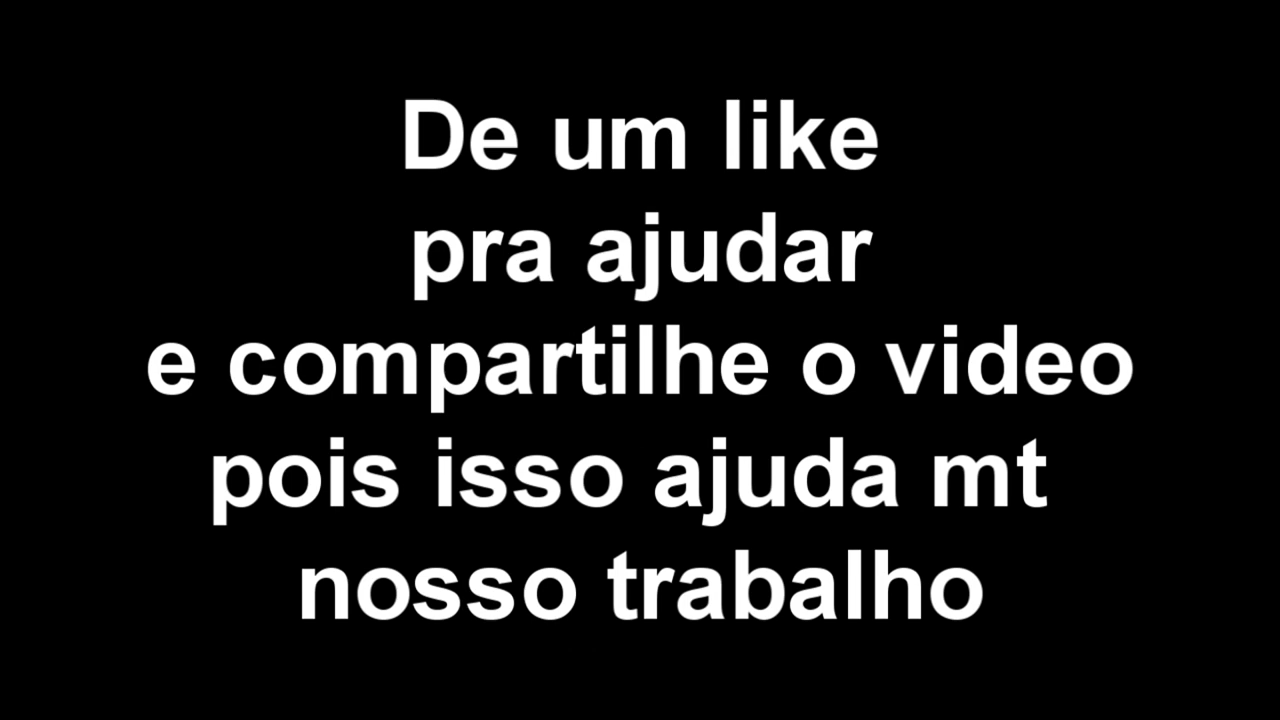 De um like
pra ajudar
e compartilhe o video
pois isso ajuda mt
nosso trabalho